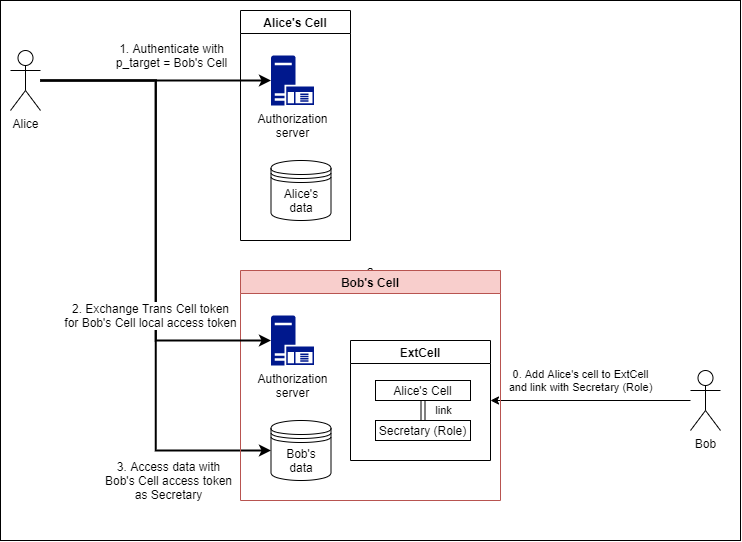 Alice's Cell
1. Authenticate with
p_target = Bob's Cell
Alice
Authorization
server
Alice's
data
Bob's Cell
2. Exchange Trans Cell token
for Bob's Cell local access token
Authorization
server
ExtCell
Alice's Cell
link
Secretary (Role)
0. Add Alice's cell to ExtCell
and link with Secretary (Role)
Bob
3. Access data with
Bob's Cell access token
as Secretary
Bob's
data